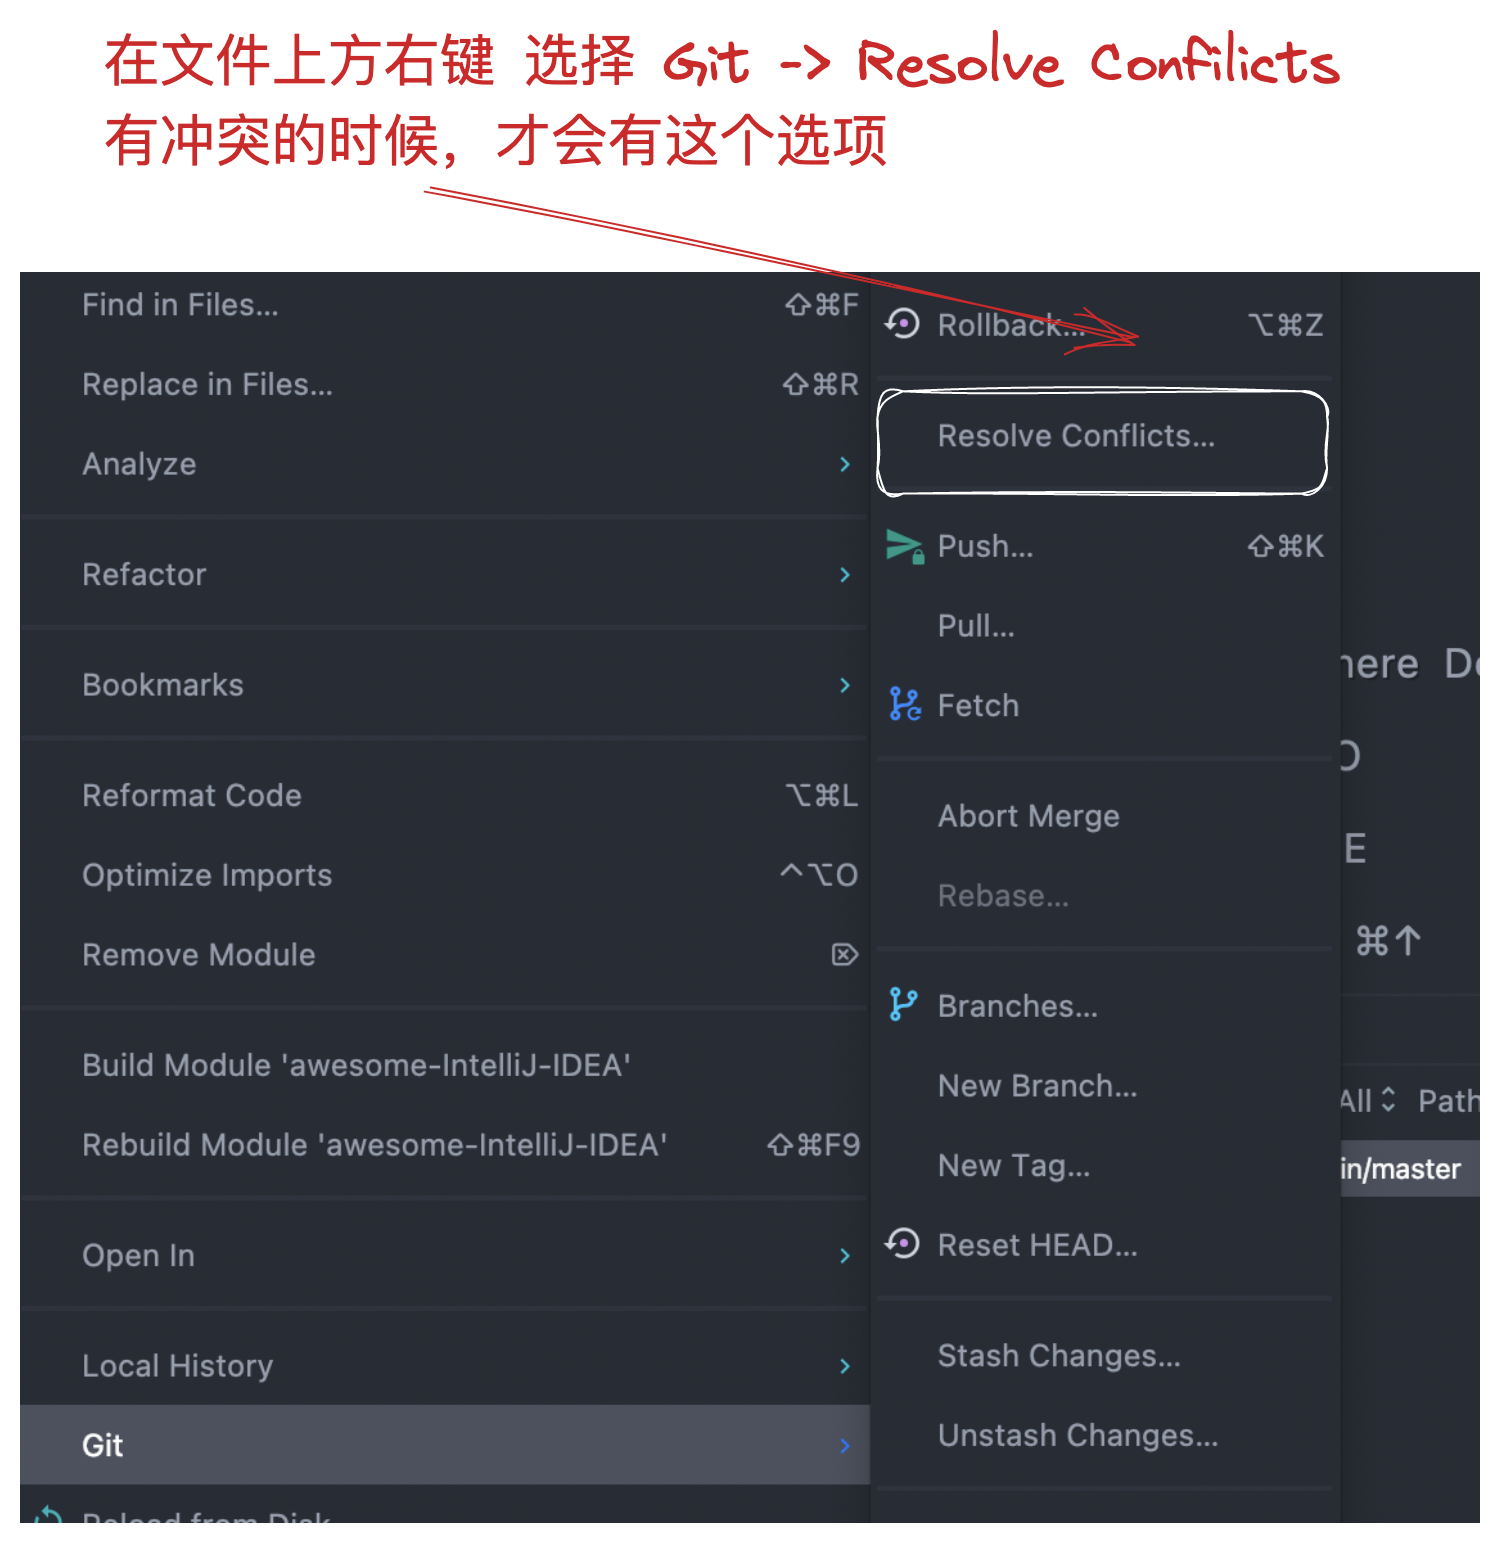 在文件上方右键 选择 Git -> Resolve Confilicts
有冲突的时候，才会有这个选项
Find in Files... ⇧⌘F
Replace in Files... ⇧⌘R
Analyze
Refactor
Bookmarks
Reformat Code ⌥⌘L
Optimize Imports ^⌥O
Remove Module ⌦
Build Module 'awesome-IntelliJ-IDEA'
Rebuild Module 'awesome-IntelliJ-IDEA' ⇧⌘F9
Open In
Local History
Git
Reload from Disk
Rollback... ⌥⌘Z
Resolve Conflicts...
Push... ⇧⌘K
Pull...
Fetch
Abort Merge
Rebase...
Branches...
New Branch...
New Tag...
Reset HEAD...
Stash Changes...
Unstash Changes...
here De
O
E
⌘↑
All Path
in/master